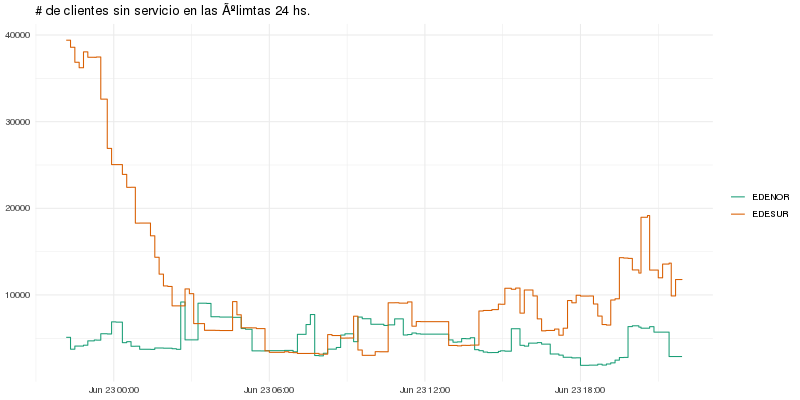 # de clientes sin servicio en las Ãºlimtas 24 hs.
40000
30000
20000
10000
Jun 23 00:00
Jun 23 06:00
Jun 23 12:00
Jun 23 18:00
EDENOR
EDESUR